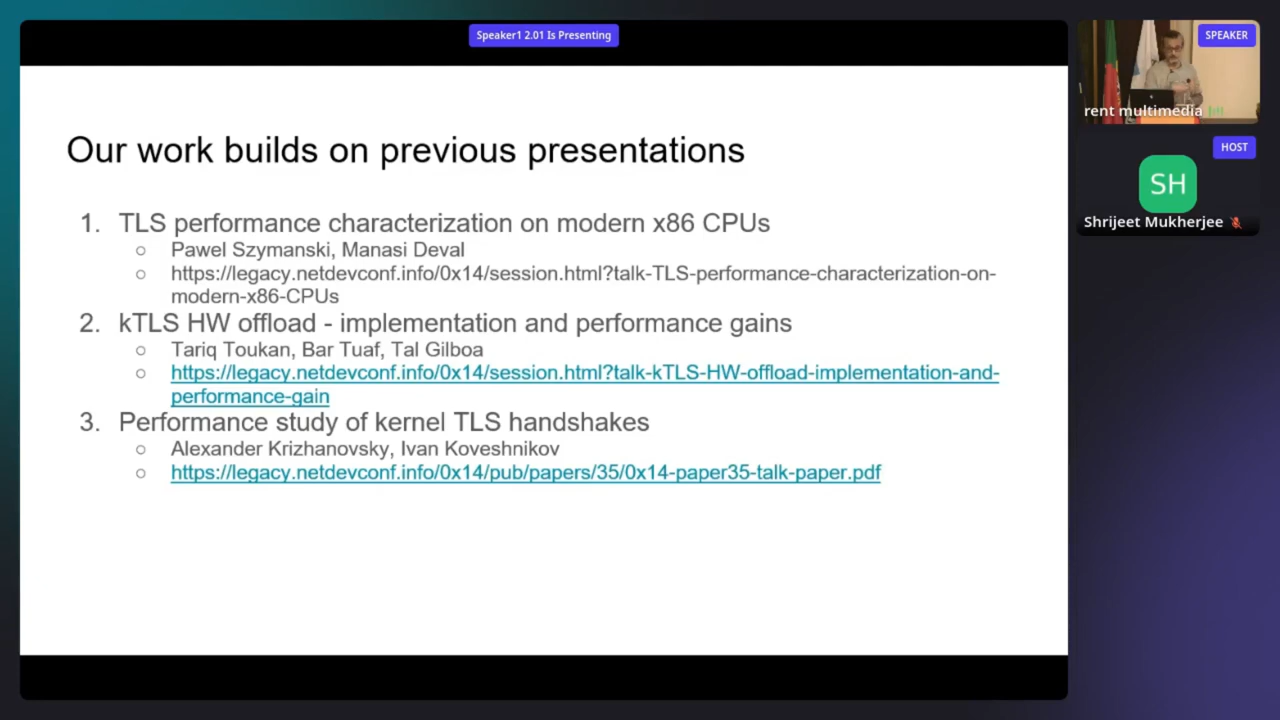 Speaker1 2.01 Is Presenting
Our work builds on previous presentations
1. TLS performance characterization on modern x86 CPUs
○ Pawel Szymanski, Manasi Deval
○ https://legacy.netdevconf.info/0x14/session.html?talk-TLS-performance-characterization-on-
modern-x86-CPUs
2. kTLS HW offload - implementation and performance gains
○ Tariq Toukan, Bar Tuaf, Tal Gilboa
○ https://legacy.netdevconf.info/0x14/session.html?talk-kTLS-HW-offload-implementation-and-
performance-gain
3. Performance study of kernel TLS handshakes
○ Alexander Krizhanovsky, Ivan Koveshnikov
○ https://legacy.netdevconf.info/0x14/pub/papers/35/0x14-paper35-talk-paper.pdf
SPEAKER
rent multimedia
HOST
SH
Shrijeet Mukherjee